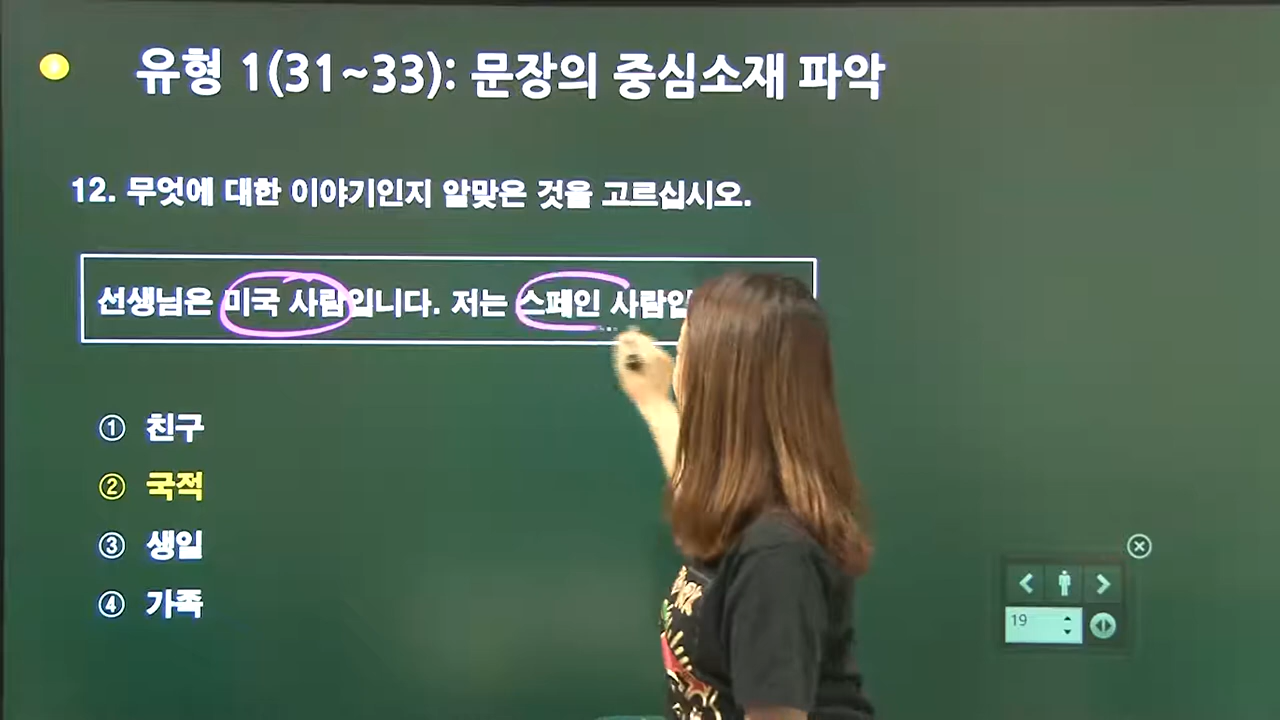 유형 1(31~33): 문장의 중심소재 파악
12. 무엇에 대한 이야기인지 알맞은 것을 고르십시오.
선생님은 미국 사람입니다. 저는 스페인
① 친구
② 국적
③ 생일
④ 가족
19